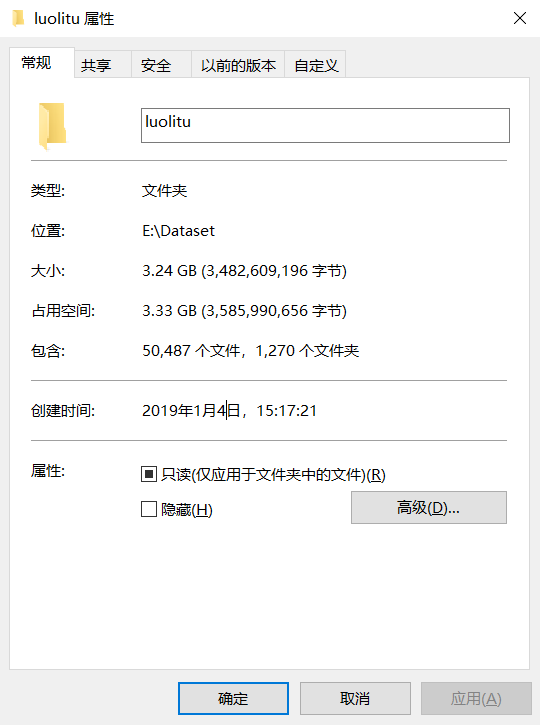 luolitu 属性
常规 共享 安全 以前的版本 自定义
luolitu
类型: 文件夹
位置: E:\Dataset
大小: 3.24 GB (3,482,609,196 字节)
占用空间: 3.33 GB (3,585,990,656 字节)
包含: 50,487 个文件，1,270 个文件夹
创建时间: 2019年1月4日，15:17:21
属性: 只读(仅应用于文件夹中的文件)(R)
隐藏(H) 高级(D)...
确定 取消 应用(A)